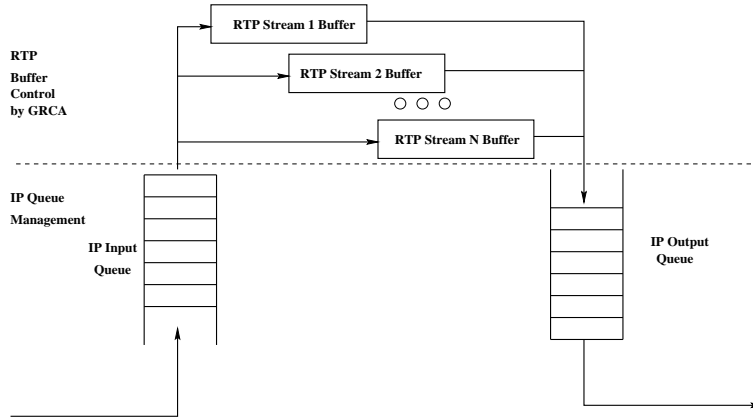 RTP Stream 1 Buffer
RTP
Buffer
Control
by GRCA
RTP Stream 2 Buffer
RTP Stream N Buffer
IP Queue
Management
IP Input
Queue
IP Output
Queue